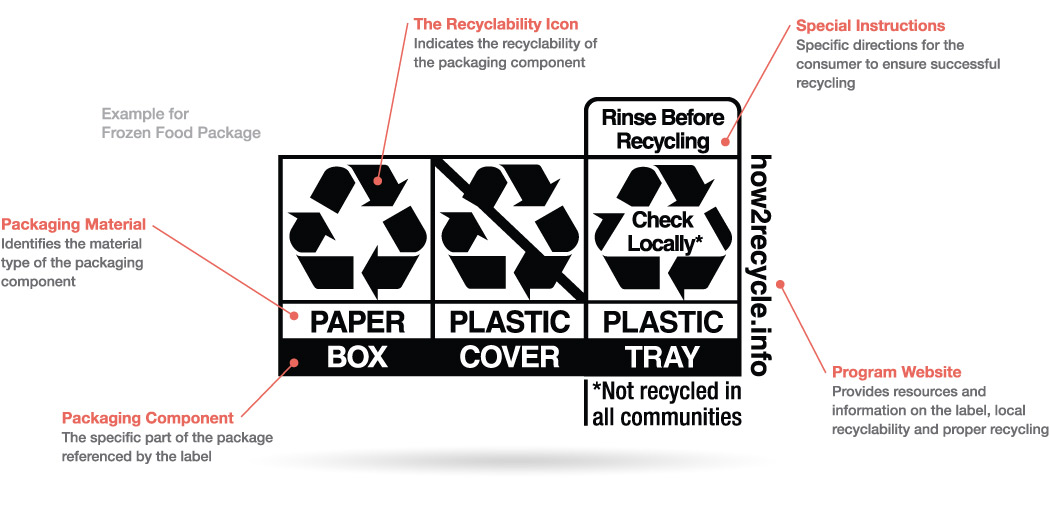 The Recyclability Icon
Indicates the recyclability of
the packaging component
Special Instructions
Specific directions for the
consumer to ensure successful
recycling
Example for
Frozen Food Package
Rinse Before
Recycling
Packaging Material
Identifies the material
type of the packaging
component
Check
Locally*
how2recycle.info
PAPER
PLASTIC
PLASTIC
BOX
COVER
TRAY
*Not recycled in
all communities
Program Website
Provides resources and
information on the label, local
recyclability and proper recycling
Packaging Component
The specific part of the package
referenced by the label